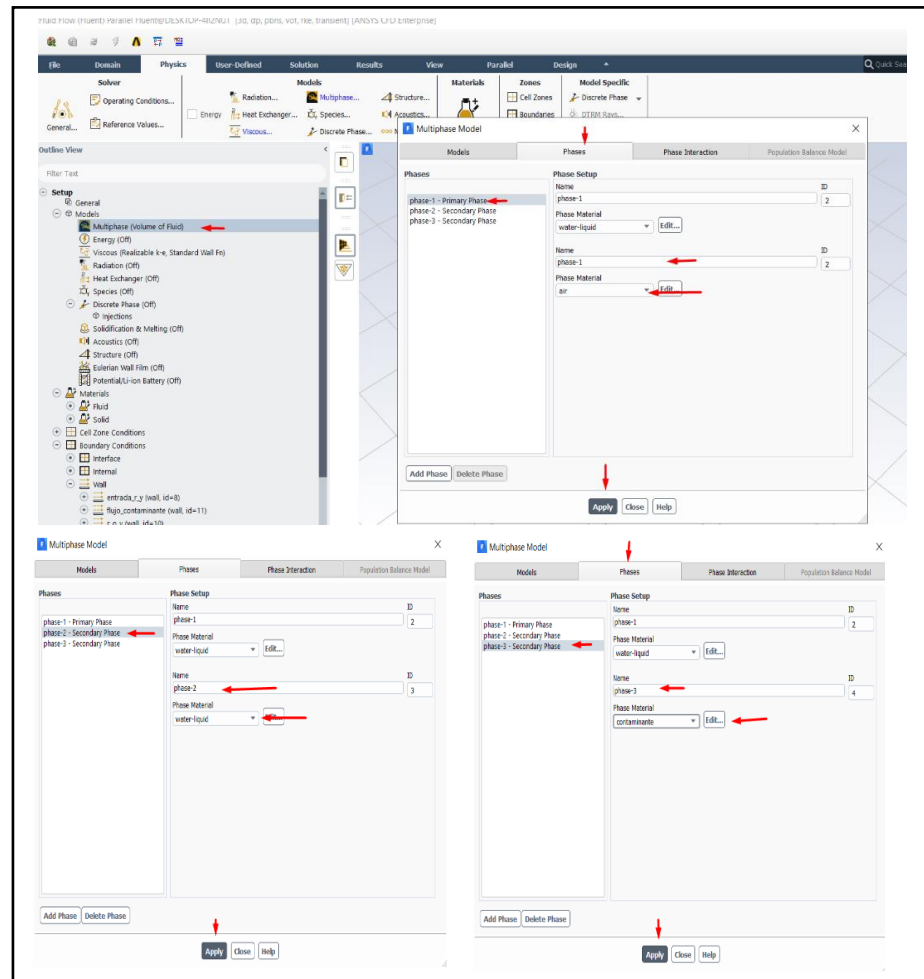 Fluid Flow (Fluent) Parallel Fluent@DESKTOP-4II2NUT [3d, dp, pbns, vof, rke, transient] [ANSYS CFD Enterprise]
File Domain Physics User-Defined Solution Results View Parallel Design
Quick Sea
Solver Models Materials Zones Model Specific
Operating Conditions...
Reference Values...
General...
Energy
Radiation... Multiphase... Structure... Cell Zones Discrete Phase
Heat Exchanger... Species... Acoustics... Boundaries DTRM Rays...
Viscous... Discrete Phase...
Outline View
Filter Text
Setup
General
Models
Multiphase (Volume of Fluid)
Energy (Off)
Viscous (Realizable k-e, Standard Wall Fn)
Radiation (Off)
Heat Exchanger (Off)
Species (Off)
Discrete Phase (Off)
Injections
Solidification & Melting (Off)
Acoustics (Off)
Structure (Off)
Eulerian Wall Film (Off)
Potential/Li-ion Battery (Off)
Materials
Fluid
Solid
Cell Zone Conditions
Boundary Conditions
Interface
Internal
Wall
entrada_r_y (wall, id=8)
flujo_contaminante (wall, id=11)
Multiphase Model X
Models Phases Phase Interaction Population Balance Model
Phases
phase-1 - Primary Phase
phase-2 - Secondary Phase
phase-3 - Secondary Phase
Phase Setup
Name ID
phase-1 2
Phase Material
water-liquid Edit...
Name ID
phase-1 2
Phase Material
air Edit...
Add Phase Delete Phase
Apply Close Help
Multiphase Model X
Models Phases Phase Interaction Population Balance Model
Phases
phase-1 - Primary Phase
phase-2 - Secondary Phase
phase-3 - Secondary Phase
Phase Setup
Name ID
phase-1 2
Phase Material
water-liquid Edit...
Name ID
phase-2 3
Phase Material
water-liquid
Add Phase Delete Phase
Apply Close Help
Multiphase Model X
Models Phases Phase Interaction Population Balance Model
Phases
phase-1 - Primary Phase
phase-2 - Secondary Phase
phase-3 - Secondary Phase
Phase Setup
Name ID
phase-1 2
Phase Material
water-liquid Edit...
Name ID
phase-3 4
Phase Material
contaminante Edit...
Add Phase Delete Phase
Apply Close Help